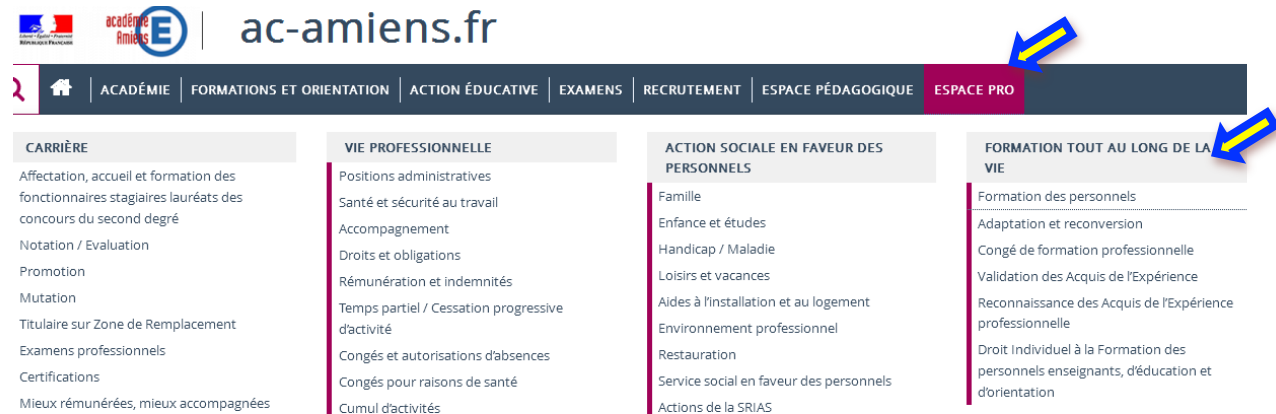 Liberté • Égalité • Fraternité
RÉPUBLIQUE FRANÇAISE
académie
Amiens
ac-amiens.fr
ACADÉMIE
FORMATIONS ET ORIENTATION
ACTION ÉDUCATIVE
EXAMENS
RECRUTEMENT
ESPACE PÉDAGOGIQUE
ESPACE PRO
CARRIÈRE
Affectation, accueil et formation des
fonctionnaires stagiaires lauréats des
concours du second degré
Notation / Evaluation
Promotion
Mutation
Titulaire sur Zone de Remplacement
Examens professionnels
Certifications
Mieux rémunérées, mieux accompagnées
VIE PROFESSIONNELLE
Positions administratives
Santé et sécurité au travail
Accompagnement
Droits et obligations
Rémunération et indemnités
Temps partiel / Cessation progressive
d’activité
Congés et autorisations d’absences
Congés pour raisons de santé
Cumul d’activités
ACTION SOCIALE EN FAVEUR DES
PERSONNELS
Famille
Enfance et études
Handicap / Maladie
Loisirs et vacances
Aides à l’installation et au logement
Environnement professionnel
Restauration
Service social en faveur des personnels
Actions de la SRIAS
FORMATION TOUT AU LONG DE LA
VIE
Formation des personnels
Adaptation et reconversion
Congé de formation professionnelle
Validation des Acquis de l’Expérience
Reconnaissance des Acquis de l’Expérience
professionnelle
Droit Individuel à la Formation des
personnels enseignants, d’éducation et
d’orientation